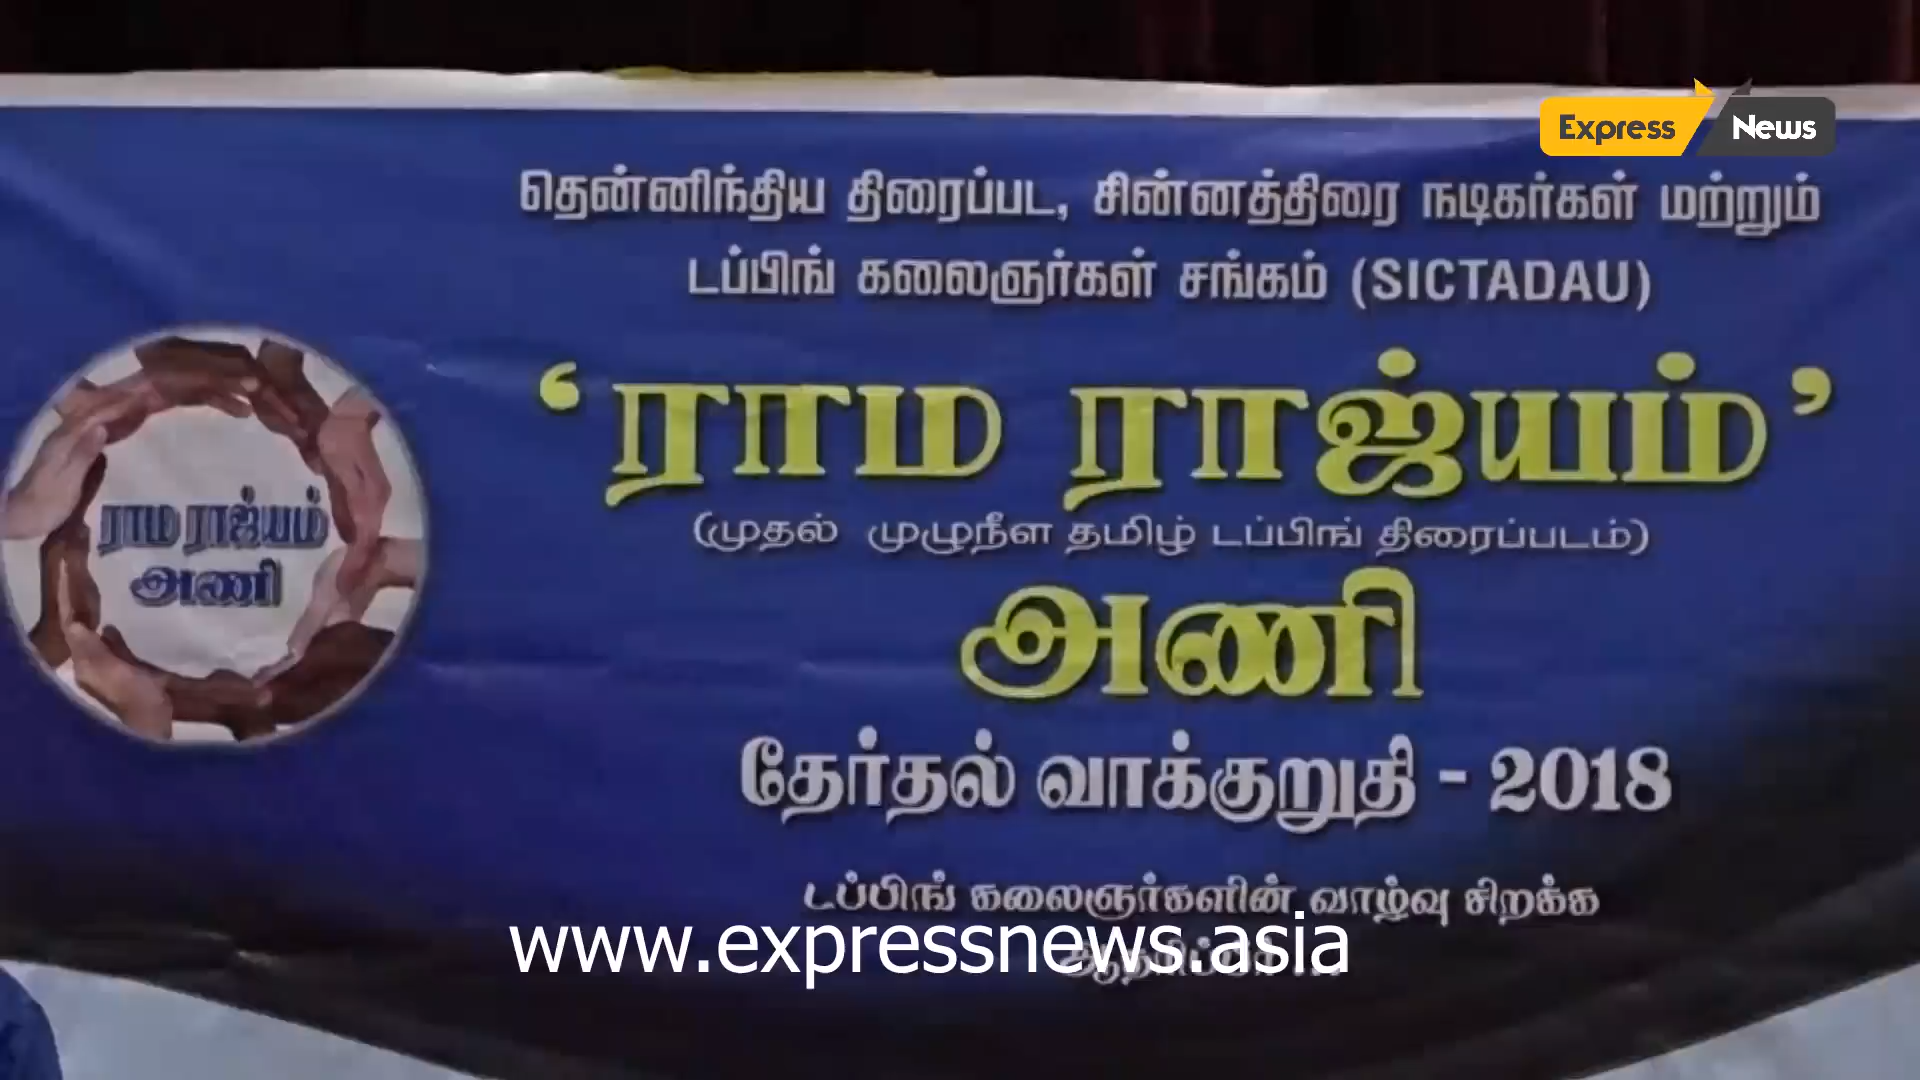 Express News
தென்னிந்திய திரைப்பட, சின்னத்திரை நடிகர்கள் மற்றும்
டப்பிங் கலைஞர்கள் சங்கம் (SICTADAU)
‘ராம ராஜ்யம்’
(முதல் முழுநீள தமிழ் டப்பிங் திரைப்படம்)
அணி
ராம ராஜ்யம்
அணி
தேர்தல் வாக்குறுதி - 2018
டப்பிங் கலைஞர்களின் வாழ்வு சிறக்க
www.expressnews.asia